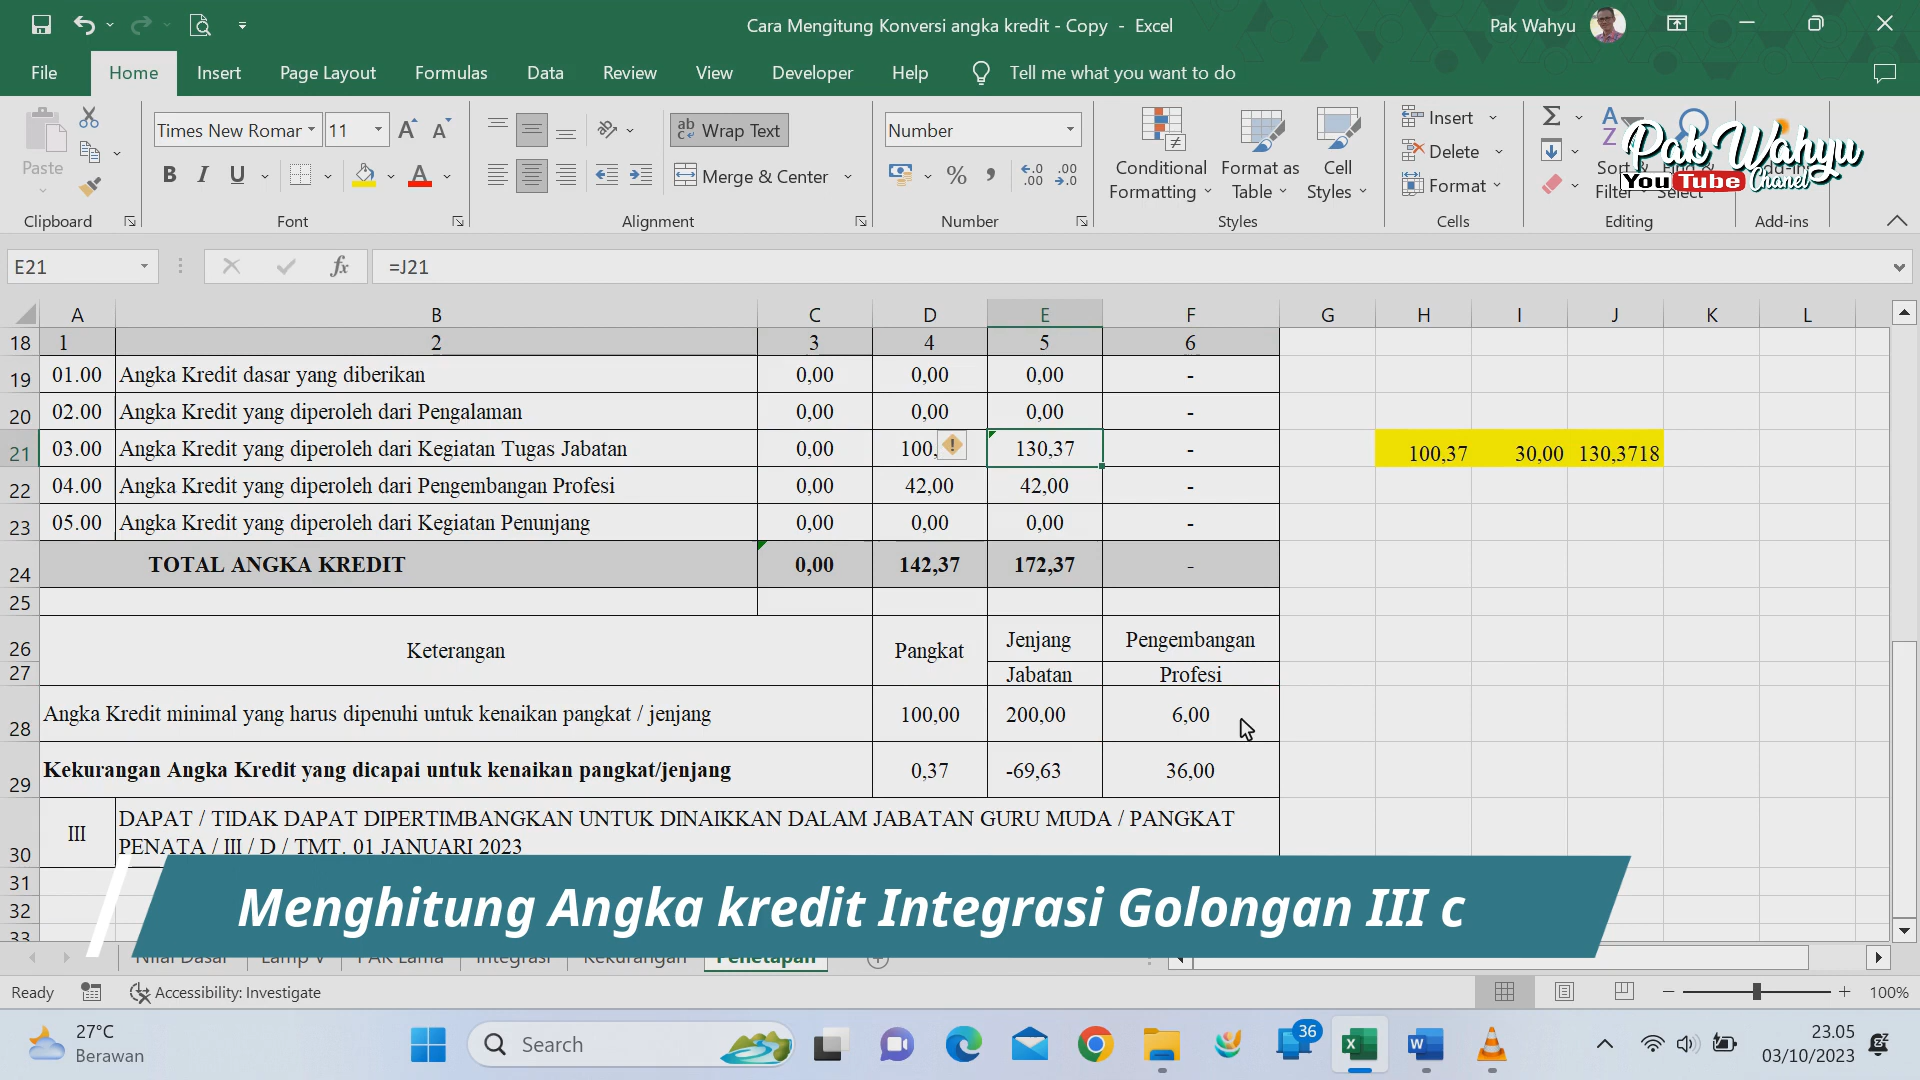 Cara Mengitung Konversi angka kredit - Copy - Excel
Pak Wahyu
File Home Insert Page Layout Formulas Data Review View Developer Help Tell me what you want to do
Paste
Times New Roman 11
B I U
Wrap Text
Merge & Center
Number
Conditional Formatting
Format as Table
Cell Styles
Insert
Delete
Format
Pak Wahyu
YouTube Chanel
Clipboard Font Alignment Number Styles Cells Editing Add-ins
E21 fx =J21
A B C D E F G H I J K L
18 1 2 3 4 5 6
19 01.00 Angka Kredit dasar yang diberikan 0,00 0,00 0,00 -
20 02.00 Angka Kredit yang diperoleh dari Pengalaman 0,00 0,00 0,00 -
21 03.00 Angka Kredit yang diperoleh dari Kegiatan Tugas Jabatan 0,00 100, 130,37 - 100,37 30,00 130,3718
22 04.00 Angka Kredit yang diperoleh dari Pengembangan Profesi 0,00 42,00 42,00 -
23 05.00 Angka Kredit yang diperoleh dari Kegiatan Penunjang 0,00 0,00 0,00 -
24 TOTAL ANGKA KREDIT 0,00 142,37 172,37 -
25
26 Keterangan Pangkat Jenjang Pengembangan
27 Jabatan Profesi
28 Angka Kredit minimal yang harus dipenuhi untuk kenaikan pangkat / jenjang 100,00 200,00 6,00
29 Kekurangan Angka Kredit yang dicapai untuk kenaikan pangkat/jenjang 0,37 -69,63 36,00
30 III DAPAT / TIDAK DAPAT DIPERTIMBANGKAN UNTUK DINAIKKAN DALAM JABATAN GURU MUDA / PANGKAT
PENATA / III / D / TMT. 01 JANUARI 2023
31
32
33
Menghitung Angka kredit Integrasi Golongan III c
Nilai Dasar Lamp V PAK Lama Integrasi Kekurangan Penetapan
Ready Accessibility: Investigate 100%
27°C
Berawan
Search
36
23.05
03/10/2023